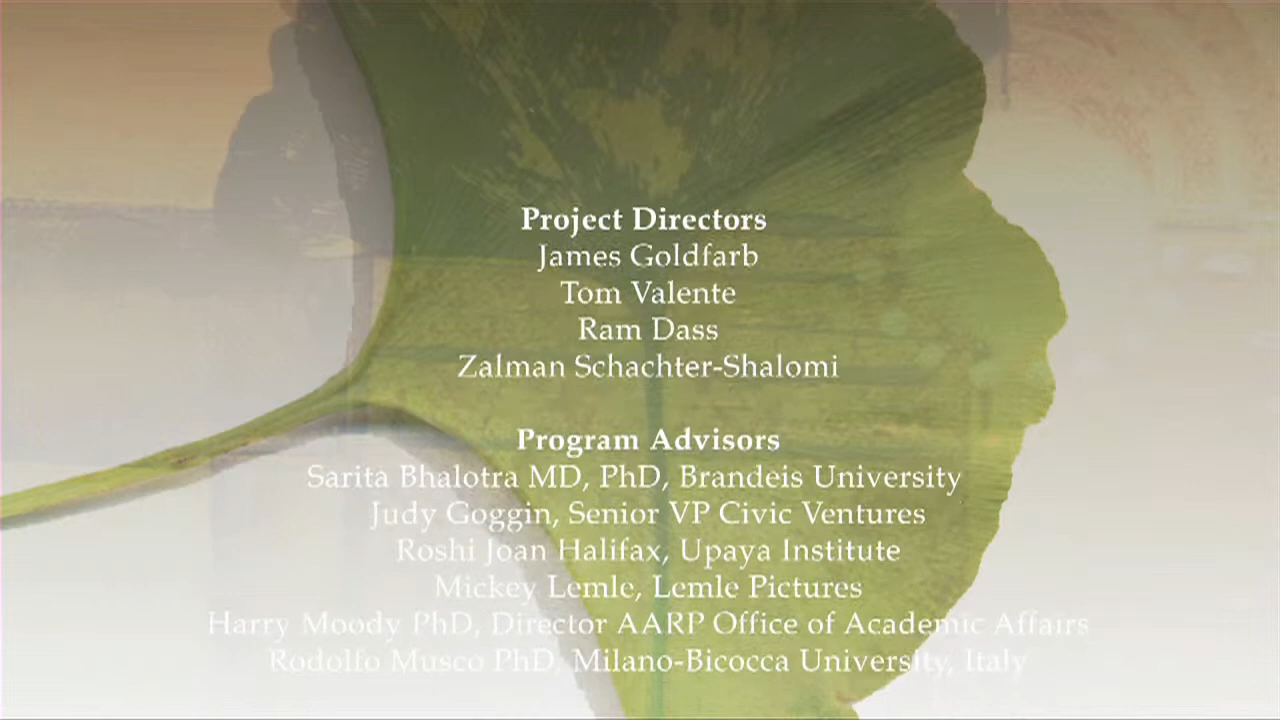 Project Directors
James Goldfarb
Tom Valente
Ram Dass
Zalman Schachter-Shalomi
Program Advisors
Sarita Bhalotra MD, PhD, Brandeis University
Judy Goggin, Senior VP Civic Ventures
Roshi Joan Halifax, Upaya Institute
Mickey Lemle, Lemle Pictures
Harry Moody PhD, Director AARP Office of Academic Affairs
Rodolfo Musco PhD, Milano-Bicocca University, Italy